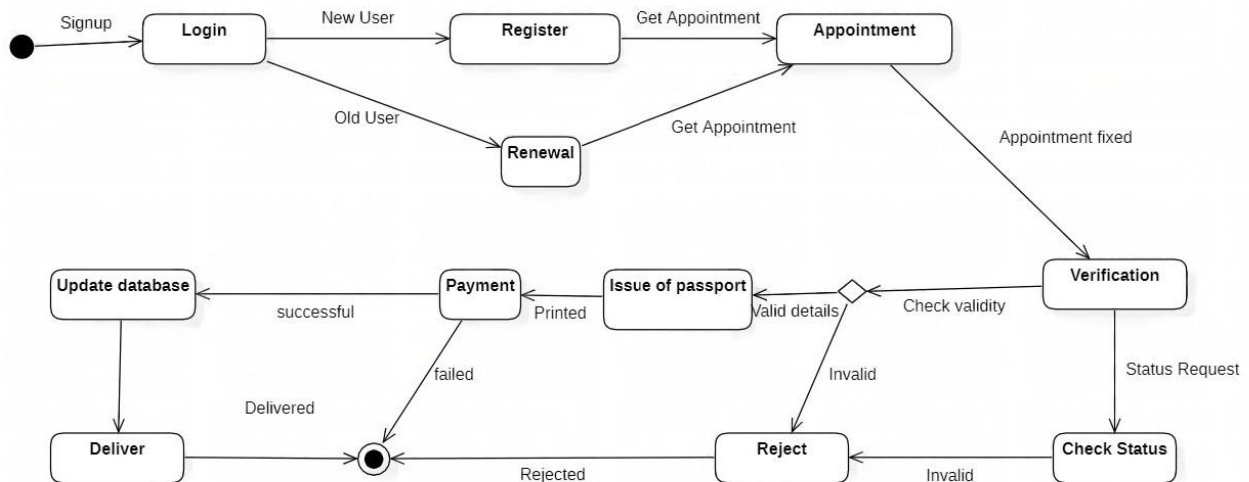 Signup
Login
New User
Register
Get Appointment
Appointment
Old User
Renewal
Get Appointment
Appointment fixed
Update database
successful
Payment
Printed
Issue of passport
Valid details
Check validity
Verification
failed
Invalid
Status Request
Delivered
Deliver
Rejected
Reject
Invalid
Check Status